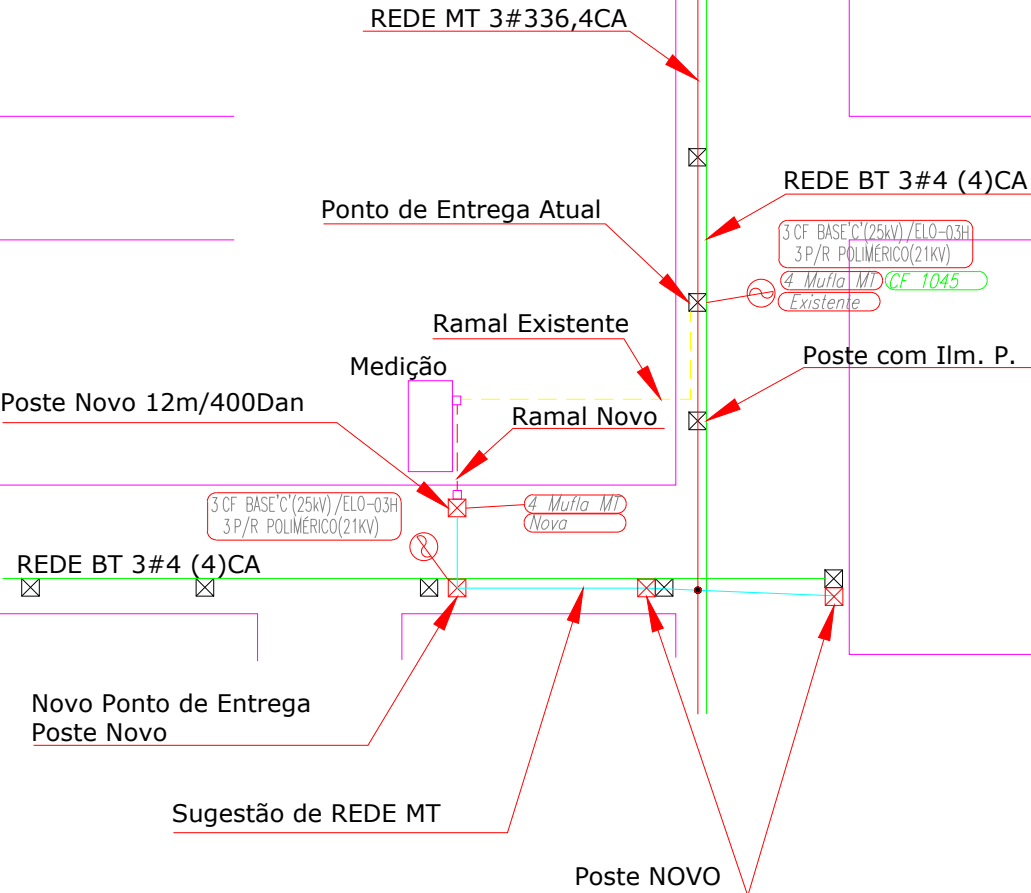 REDE MT 3#336,4CA
REDE BT 3#4 (4)CA
Ponto de Entrega Atual
3 CF BASE'C'(25kV)/ELO-03H
3 P/R POLIMÉRICO(21KV)
4 Mufla MT
CF 1045
Existente
Ramal Existente
Medição
Poste com Ilm. P.
Poste Novo 12m/400Dan
Ramal Novo
3 CF BASE'C'(25kV)/ELO-03H
3 P/R POLIMÉRICO(21KV)
4 Mufla MT
Nova
REDE BT 3#4 (4)CA
Novo Ponto de Entrega
Poste Novo
Sugestão de REDE MT
Poste NOVO